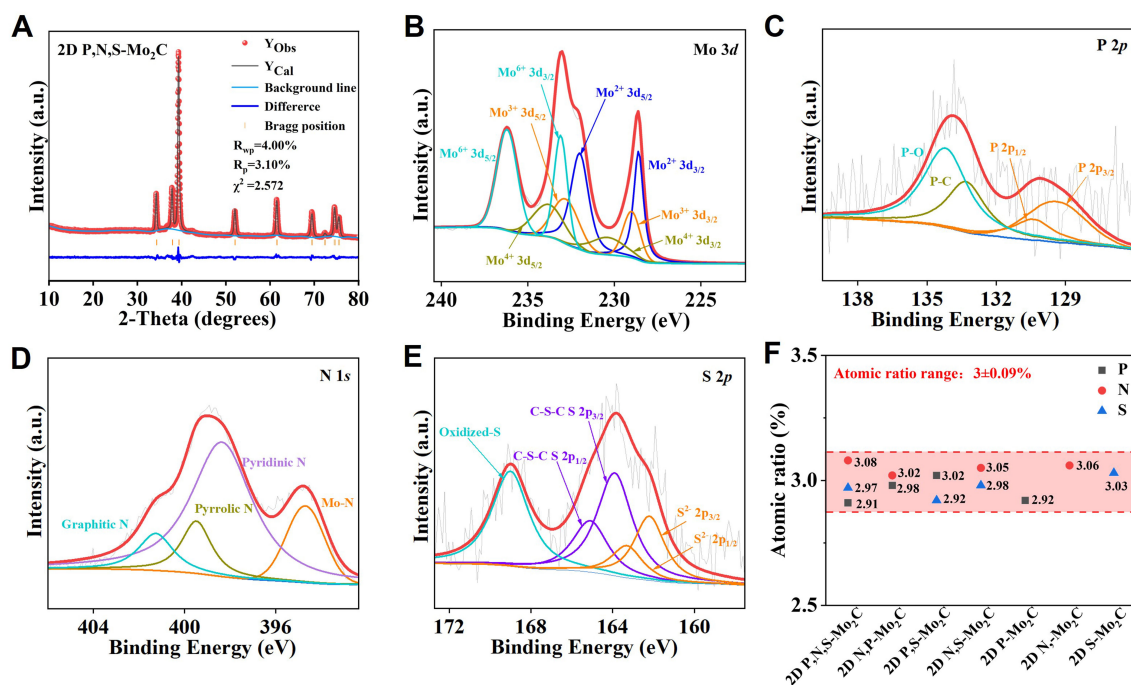 A
2D P,N,S-Mo₂C
Y_Obs
Y_Cal
Background line
Differerce
Bragg position
R_wp=4.00%
R_p=3.10%
χ² =2.572
Intensity (a.u.)
10 20 30 40 50 60 70 80
2-Theta (degrees)
B
Mo 3d
Mo⁶⁺ 3d₃/₂
Mo²⁺ 3d₅/₂
Mo³⁺ 3d₅/₂
Mo⁶⁺ 3d₅/₂
Mo²⁺ 3d₃/₂
Mo³⁺ 3d₃/₂
Mo⁴⁺ 3d₃/₂
Mo⁴⁺ 3d₅/₂
Intensity (a.u.)
240 235 230 225
Binding Energy (eV)
C
P 2p
P-O
P-C
P 2p₁/₂
P 2p₃/₂
Intensity (a.u.)
138 134 131 129
Binding Energy (eV)
D
N 1s
Pyridinic N
Graphitic N
Pyrrolic N
Mo-N
Intensity (a.u.)
404 400 396
Binding Energy (eV)
E
S 2p
C-S-C S 2p₃/₂
Oxidized-S
C-S-C S 2p₁/₂
S²⁻ 2p₃/₂
S²⁻ 2p₁/₂
Intensity (a.u.)
172 168 164 160
Binding Energy (eV)
F
Atomic ratio range: 3±0.09%
P
N
S
3.08
2.97
2.91
3.02
2.98
3.02
2.92
3.05
2.98
2.92
3.06
3.03
3.5
3.0
2.5
Atomic ratio (%)
2D P,N,S-Mo₂C
2D N,P-Mo₂C
2D P,S-Mo₂C
2D N,S-Mo₂C
2D P-Mo₂C
2D N,-Mo₂C
2D S-Mo₂C